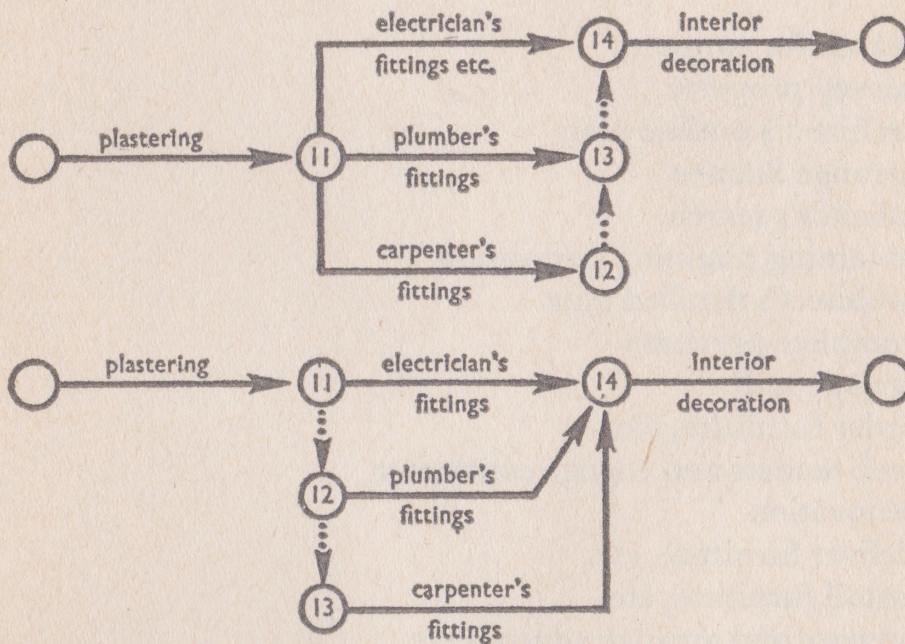 electrician's
fittings etc.
14
interior
decoration
plastering
11
plumber's
fittings
13
carpenter's
fittings
12
plastering
11
electrician's
fittings
14
interior
decoration
12
plumber's
fittings
13
carpenter's
fittings